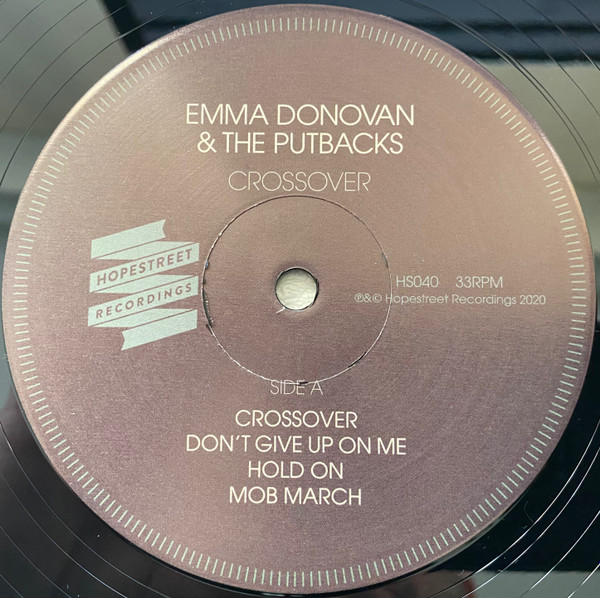 EMMA DONOVAN
& THE PUTBACKS
CROSSOVER
HOPESTREET
RECORDINGS
HS040 33RPM
℗&© Hopestreet Recordings 2020
SIDE A
CROSSOVER
DON'T GIVE UP ON ME
HOLD ON
MOB MARCH